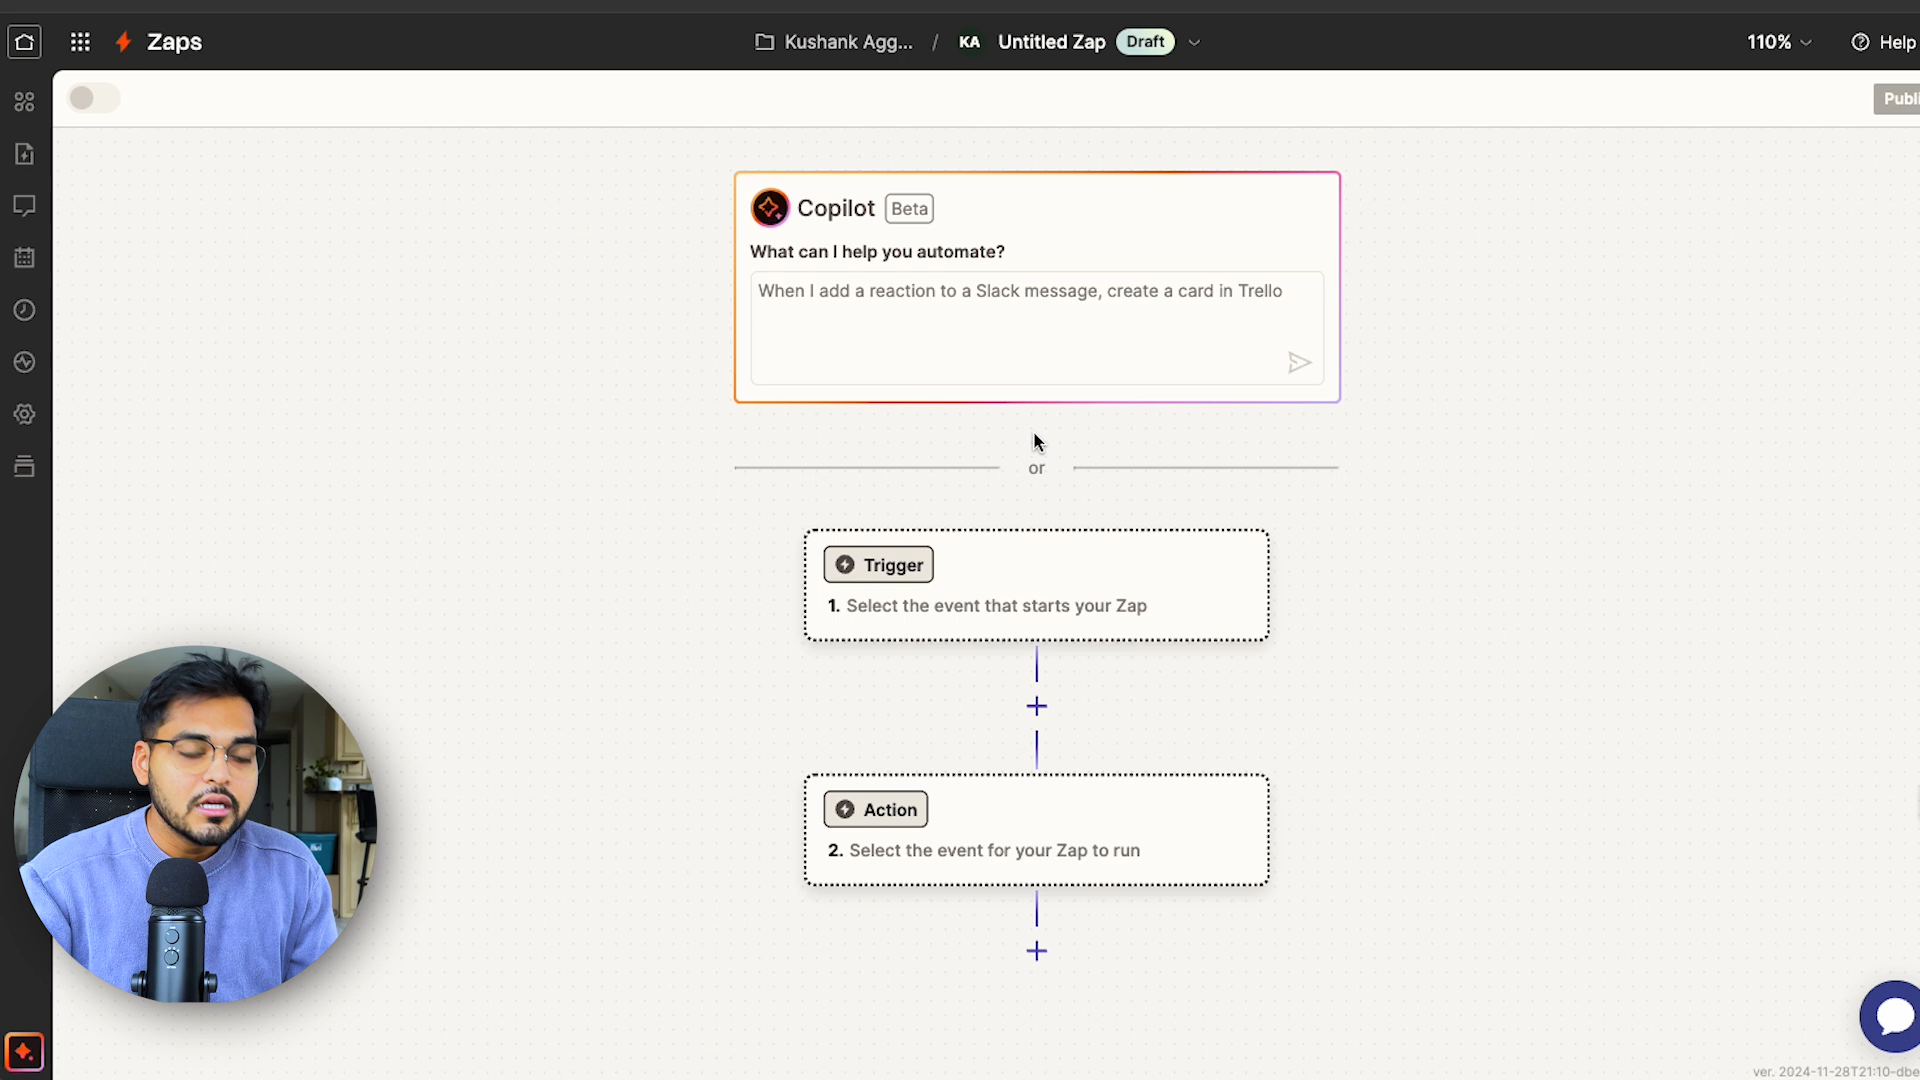 Zaps
Kushank Agg... / KA Untitled Zap Draft
110%
Help
Publi
Copilot Beta
What can I help you automate?
When I add a reaction to a Slack message, create a card in Trello
or
Trigger
1. Select the event that starts your Zap
Action
2. Select the event for your Zap to run
ver. 2024-11-28T21:10-dbe